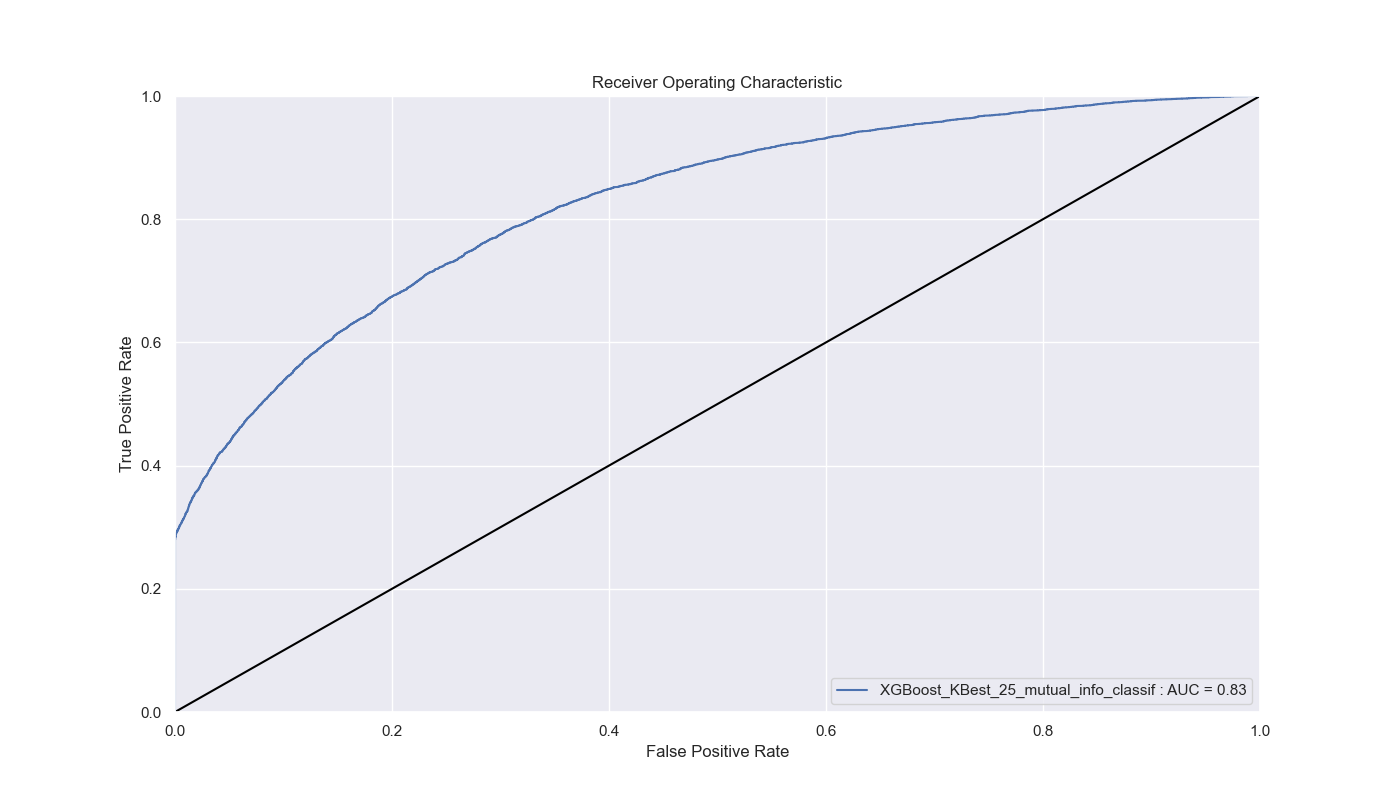 Receiver Operating Characteristic
1.0
0.8
0.6
0.4
0.2
0.0
True Positive Rate
XGBoost_KBest_25_mutual_info_classif : AUC = 0.83
0.0 0.2 0.4 0.6 0.8 1.0
False Positive Rate